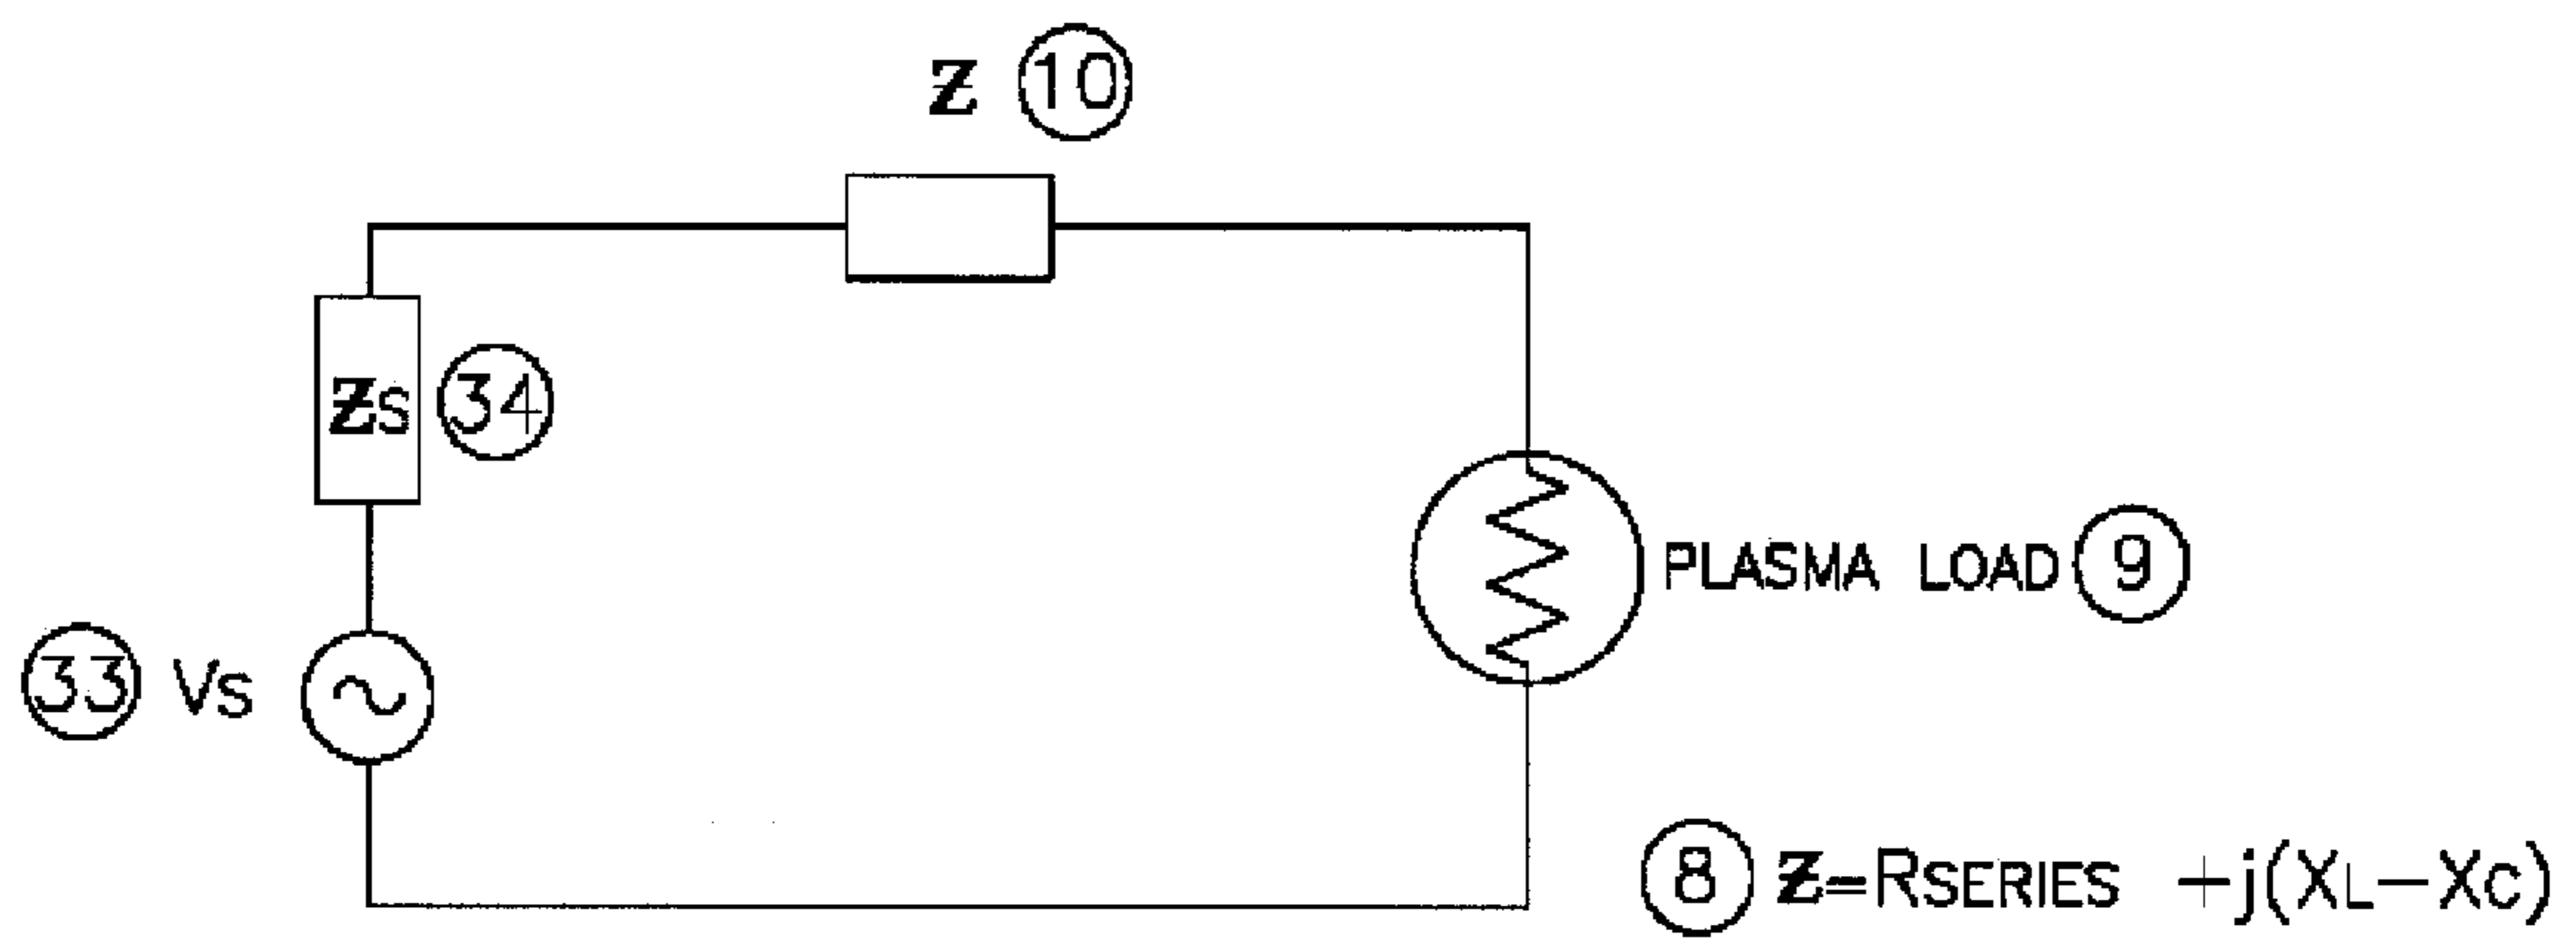 Z 10
ZS 34
33 VS
PLASMA LOAD 9
8 Z=RSERIES +j(XL-XC)